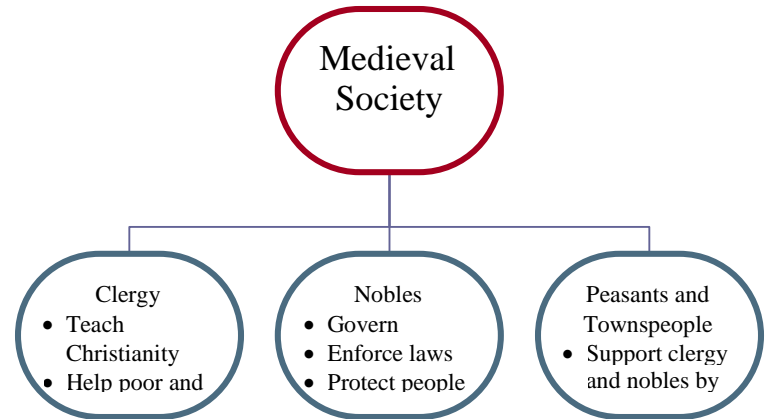 Medieval
Society
Clergy
• Teach
Christianity
• Help poor and
Nobles
• Govern
• Enforce laws
• Protect people
Peasants and
Townspeople
• Support clergy
and nobles by